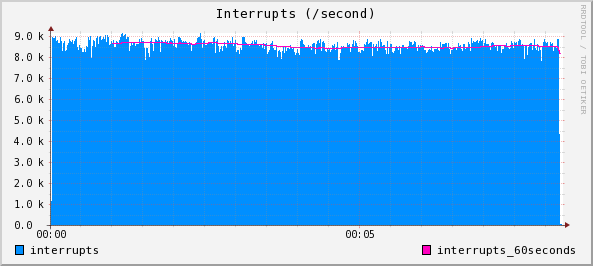 Interrupts (/second)
RRDTOOL / TOBI OETIKER
9.0 k
8.0 k
7.0 k
6.0 k
5.0 k
4.0 k
3.0 k
2.0 k
1.0 k
0.0
00:00 00:05
interrupts interrupts_60seconds